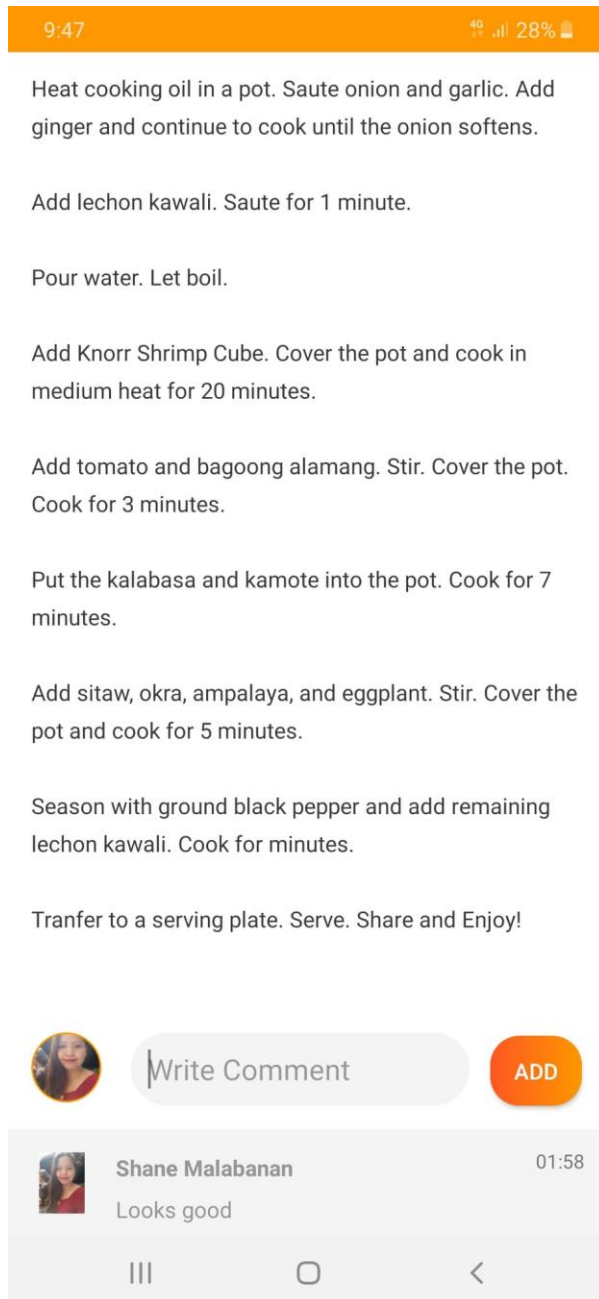 9:47 4G 28%
Heat cooking oil in a pot. Saute onion and garlic. Add
ginger and continue to cook until the onion softens.
Add lechon kawali. Saute for 1 minute.
Pour water. Let boil.
Add Knorr Shrimp Cube. Cover the pot and cook in
medium heat for 20 minutes.
Add tomato and bagoong alamang. Stir. Cover the pot.
Cook for 3 minutes.
Put the kalabasa and kamote into the pot. Cook for 7
minutes.
Add sitaw, okra, ampalaya, and eggplant. Stir. Cover the
pot and cook for 5 minutes.
Season with ground black pepper and add remaining
lechon kawali. Cook for minutes.
Tranfer to a serving plate. Serve. Share and Enjoy!
Write Comment
ADD
Shane Malabanan 01:58
Looks good